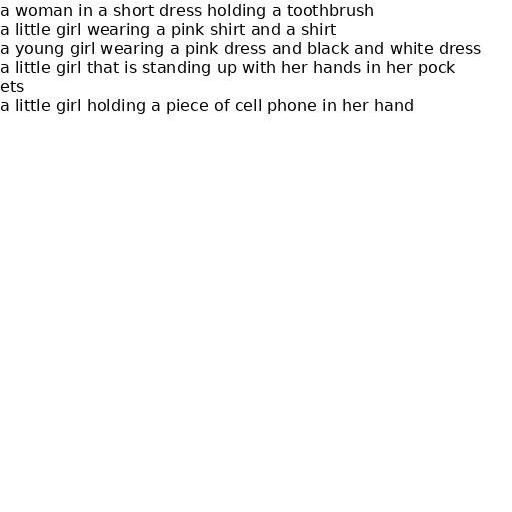 a woman in a short dress holding a toothbrush
a little girl wearing a pink shirt and a shirt
a young girl wearing a pink dress and black and white dress
a little girl that is standing up with her hands in her pock
ets
a little girl holding a piece of cell phone in her hand